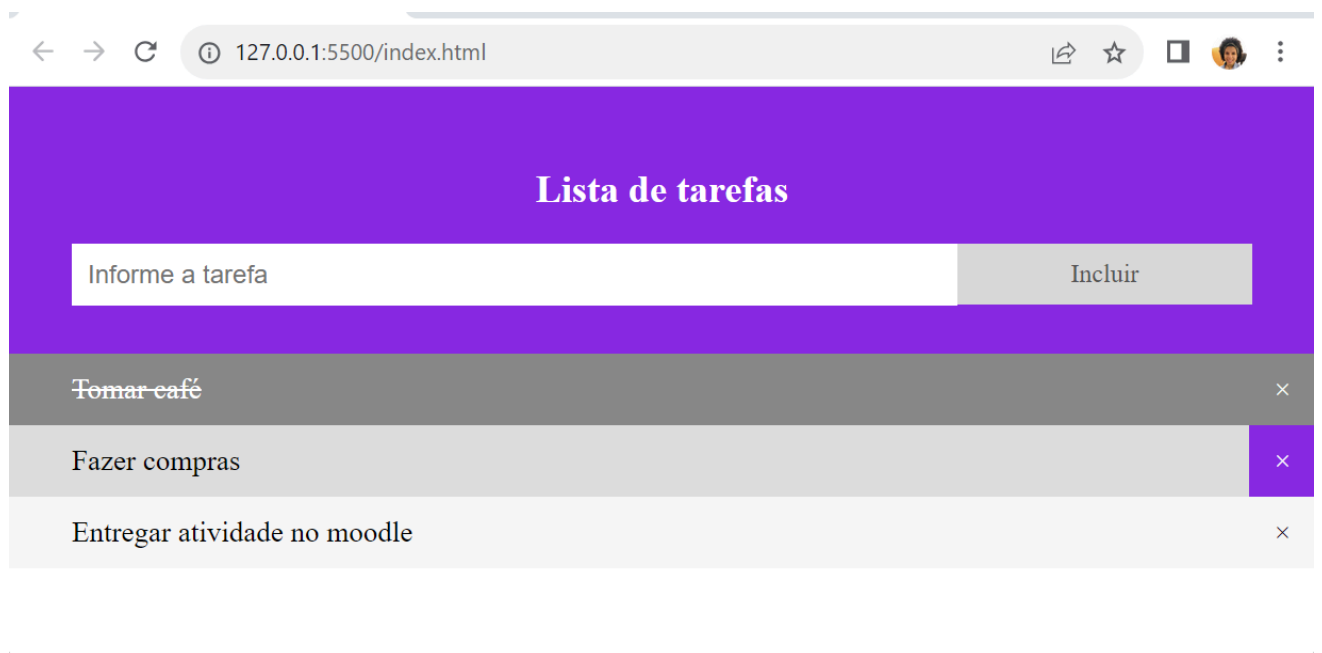 127.0.0.1:5500/index.html
Lista de tarefas
Informe a tarefa
Incluir
Tomar café ×
Fazer compras ×
Entregar atividade no moodle ×